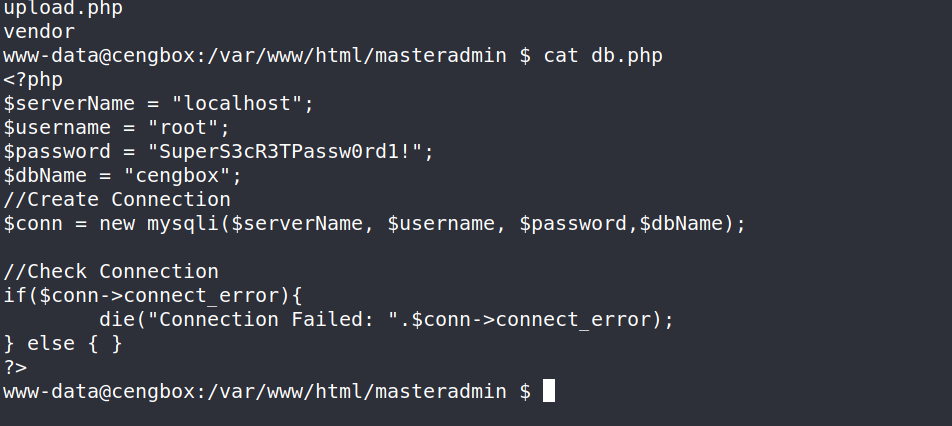 upload.php
vendor
www-data@cengbox:/var/www/html/masteradmin $ cat db.php
<?php
$serverName = "localhost";
$username = "root";
$password = "SuperS3cR3TPassw0rd1!";
$dbName = "cengbox";
//Create Connection
$conn = new mysqli($serverName, $username, $password,$dbName);

//Check Connection
if($conn->connect_error){
        die("Connection Failed: ".$conn->connect_error);
} else { }
?>
www-data@cengbox:/var/www/html/masteradmin $